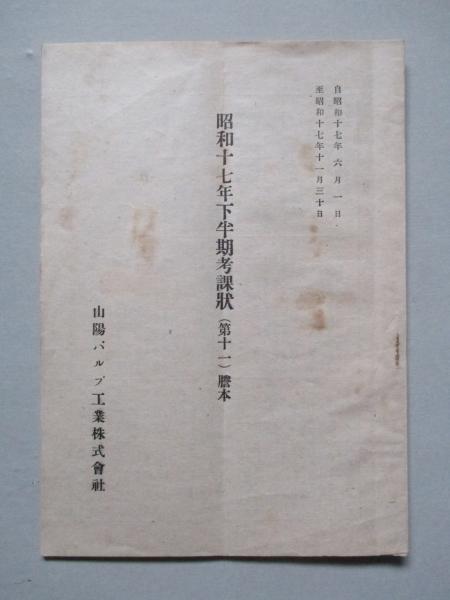 自昭和十七年六月一日
至昭和十七年十一月三十日
昭和十七年下半期考課狀（第十一）謄本
山陽パルプ工業株式會社